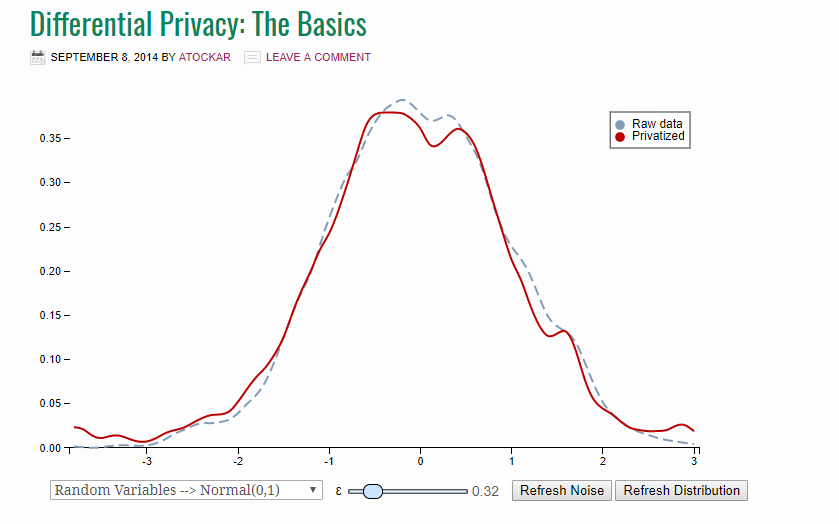 Differential Privacy: The Basics
SEPTEMBER 8, 2014 BY ATOCKAR LEAVE A COMMENT
Raw data
Privatized
0.35
0.30
0.25
0.20
0.15
0.10
0.05
0.00
-3 -2 -1 0 1 2 3
Random Variables --> Normal(0,1) ε 0.32 Refresh Noise Refresh Distribution